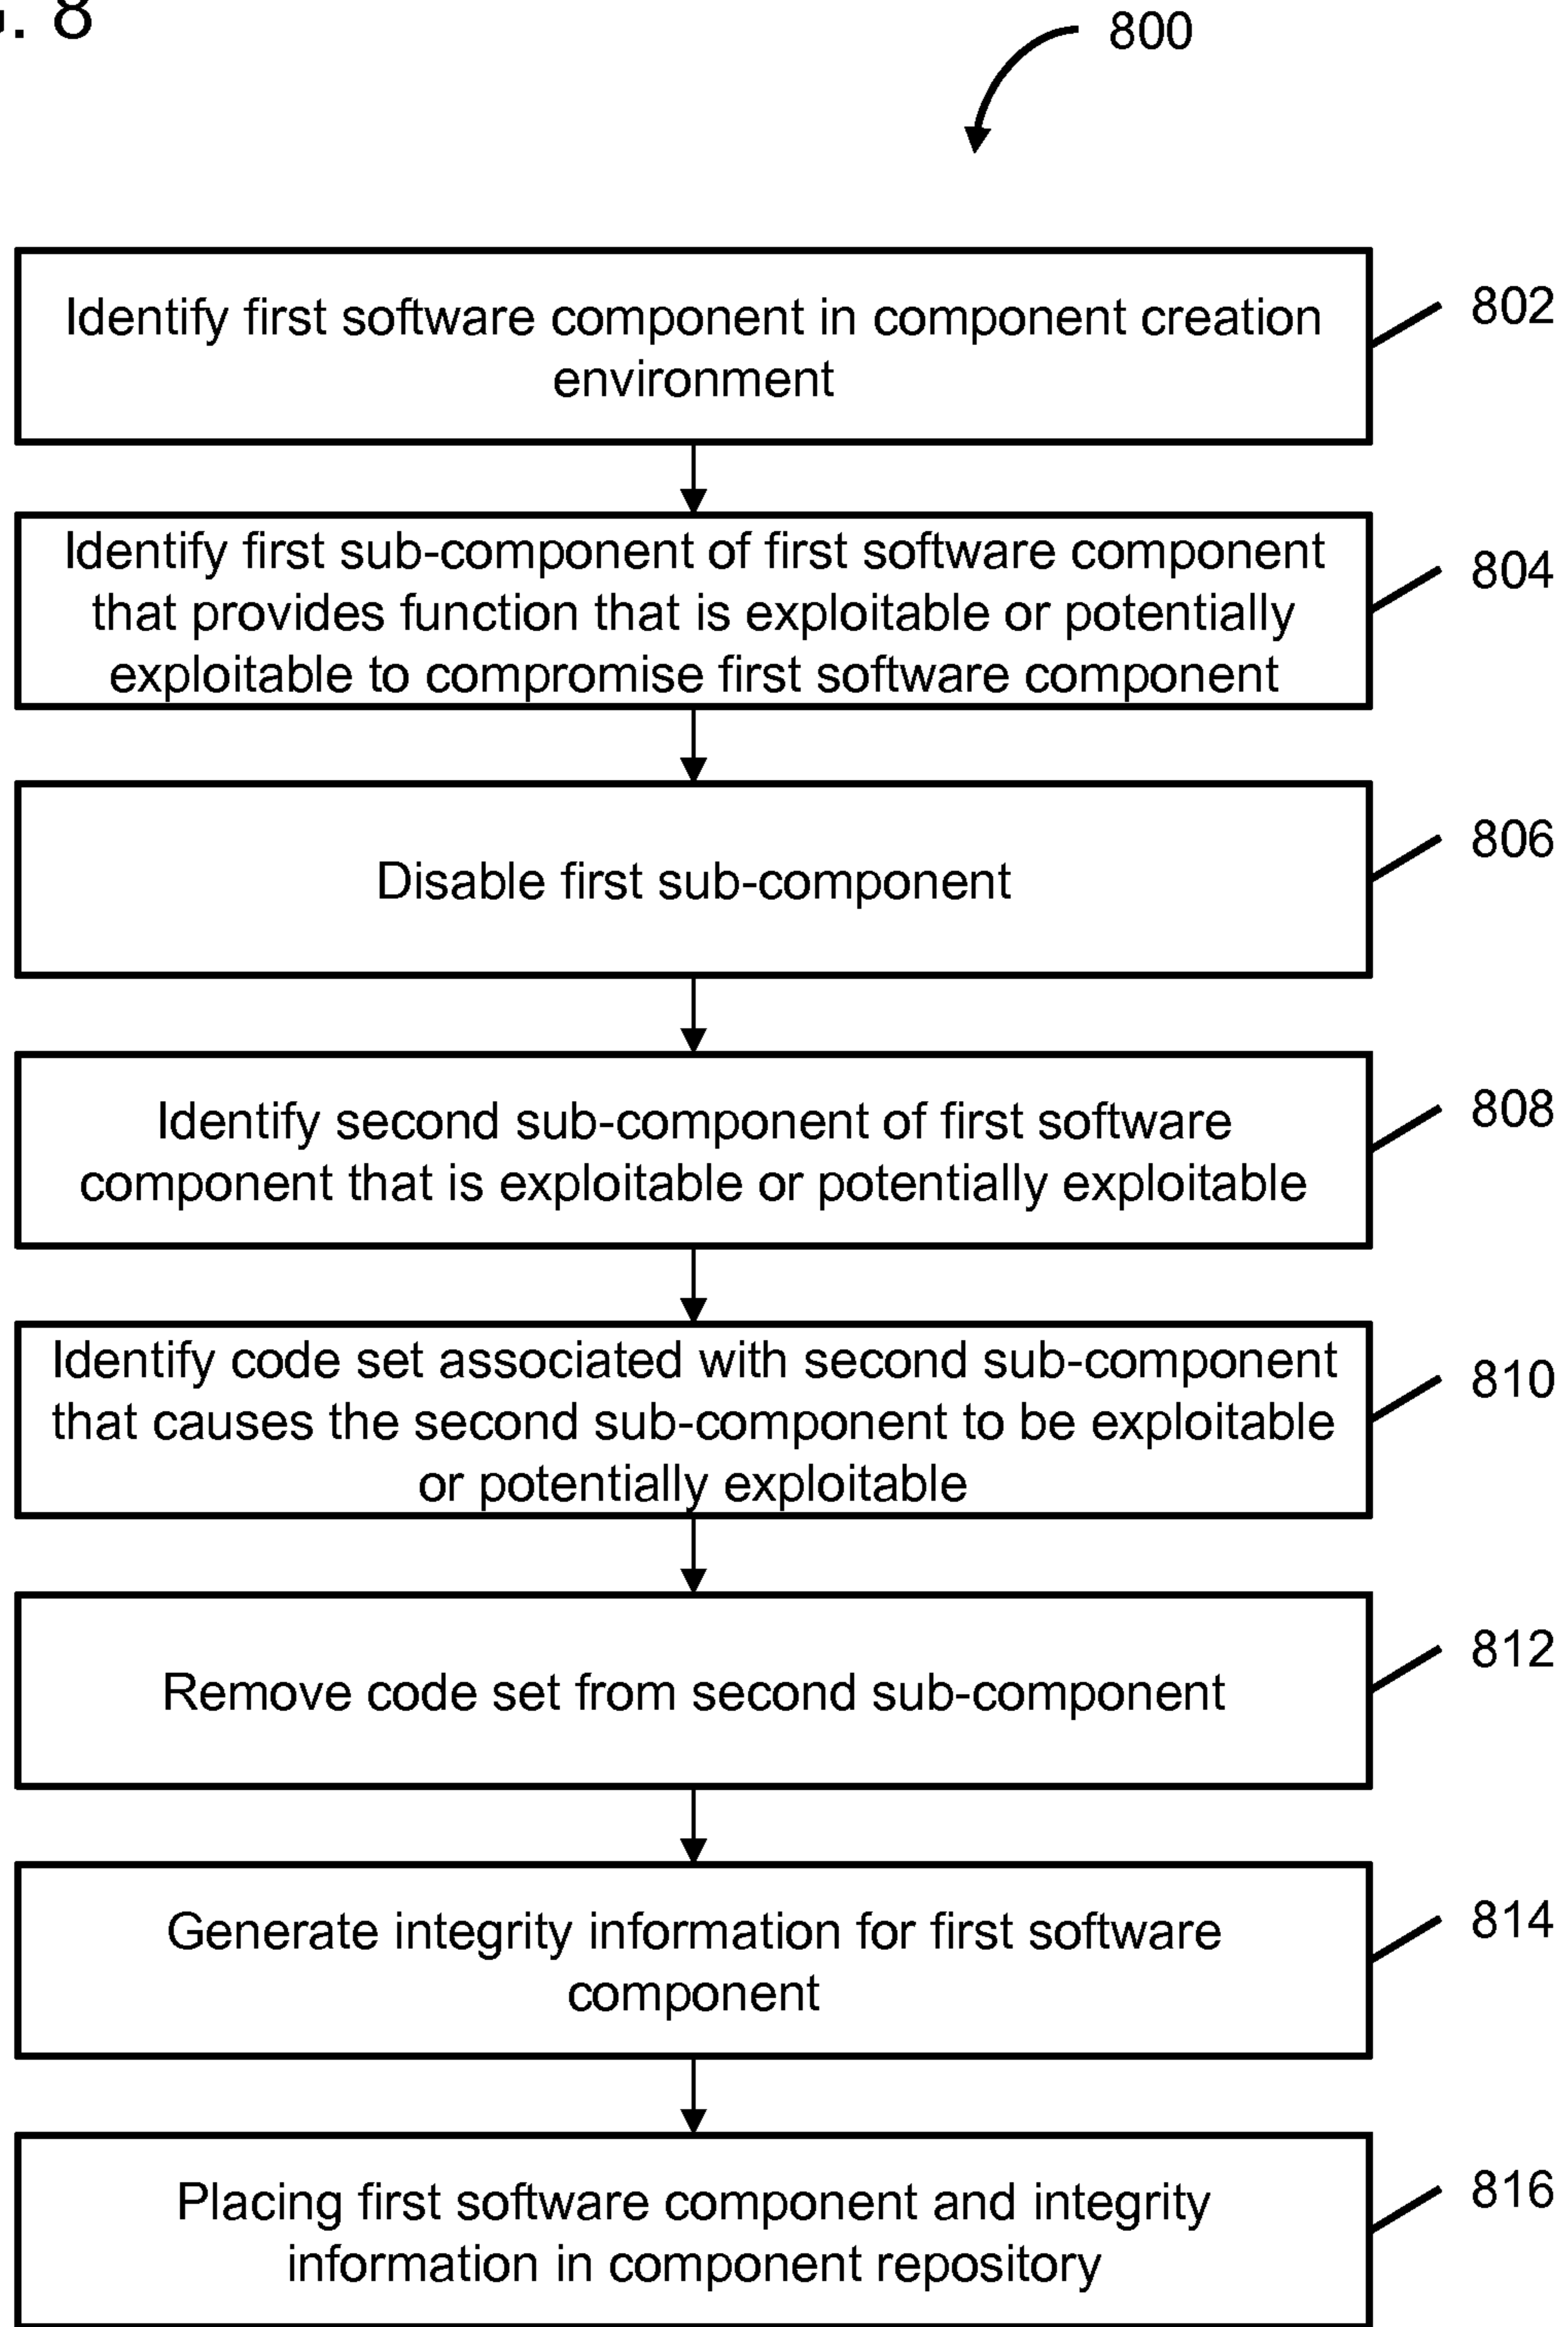 . 8
800
Identify first software component in component creation
environment
802
Identify first sub-component of first software component
that provides function that is exploitable or potentially
exploitable to compromise first software component
804
Disable first sub-component
806
Identify second sub-component of first software
component that is exploitable or potentially exploitable
808
Identify code set associated with second sub-component
that causes the second sub-component to be exploitable
or potentially exploitable
810
Remove code set from second sub-component
812
Generate integrity information for first software
component
814
Placing first software component and integrity
information in component repository
816